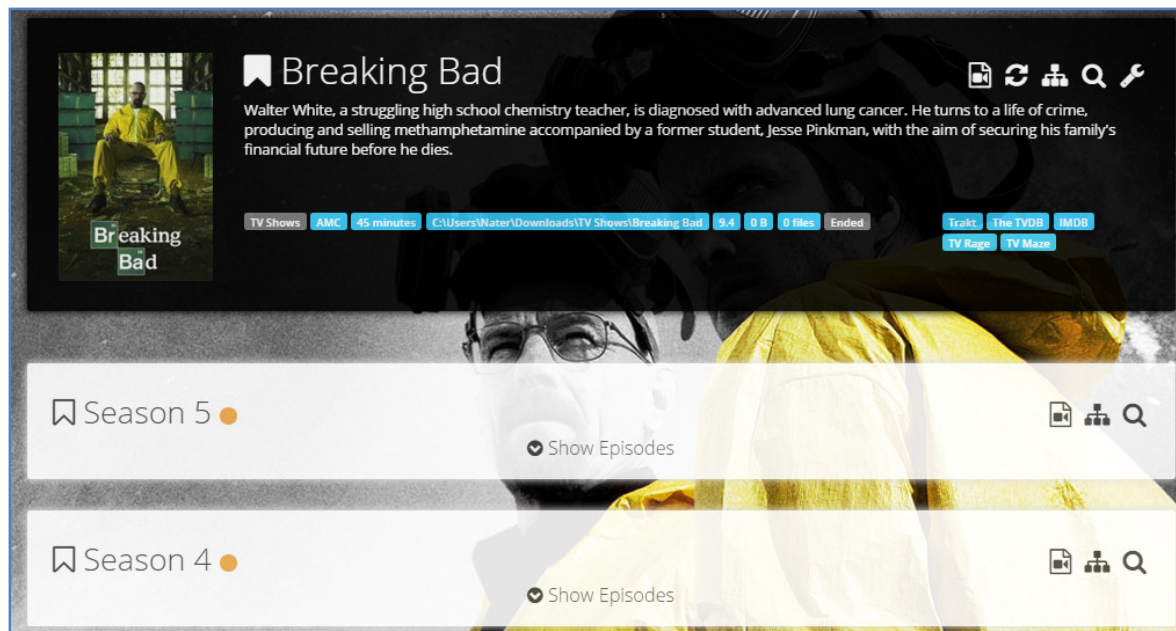 Breaking Bad
Walter White, a struggling high school chemistry teacher, is diagnosed with advanced lung cancer. He turns to a life of crime,
producing and selling methamphetamine accompanied by a former student, Jesse Pinkman, with the aim of securing his family's
financial future before he dies.
Breaking
Bad
TV Shows AMC 45 minutes C:\Users\Nater\Downloads\TV Shows\Breaking Bad 9.4 0 B 0 files Ended
Trakt The TVDB IMDB
TV Rage TV Maze
Season 5
Show Episodes
Season 4
Show Episodes